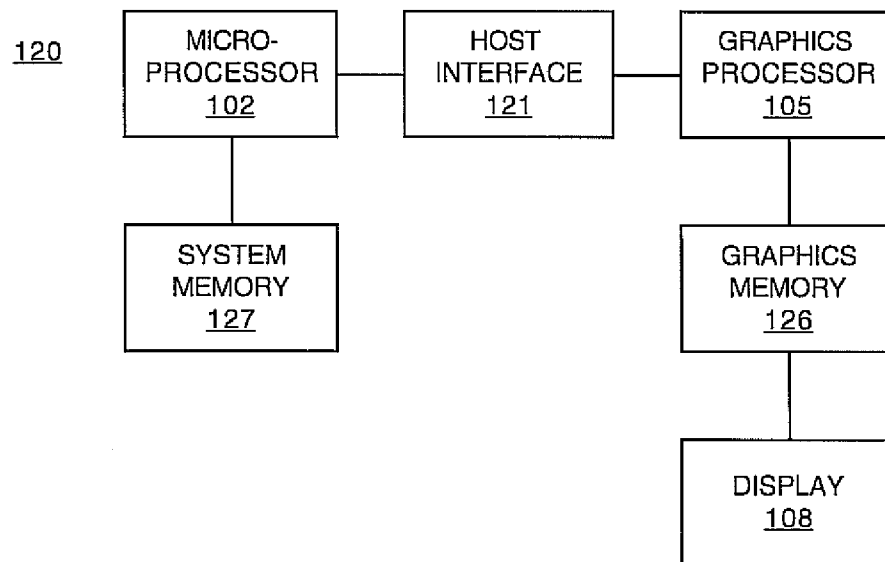 120
MICRO-
PROCESSOR
102
HOST
INTERFACE
121
GRAPHICS
PROCESSOR
105
SYSTEM
MEMORY
127
GRAPHICS
MEMORY
126
DISPLAY
108